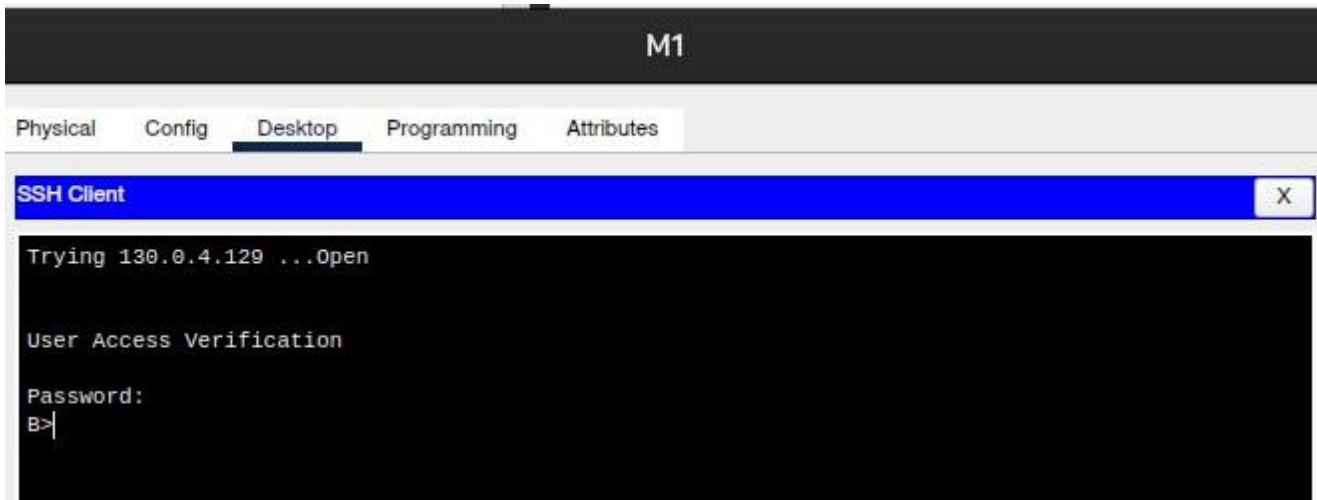 M1
Physical Config Desktop Programming Attributes
SSH Client X
Trying 130.0.4.129 ...Open
User Access Verification
Password:
B>